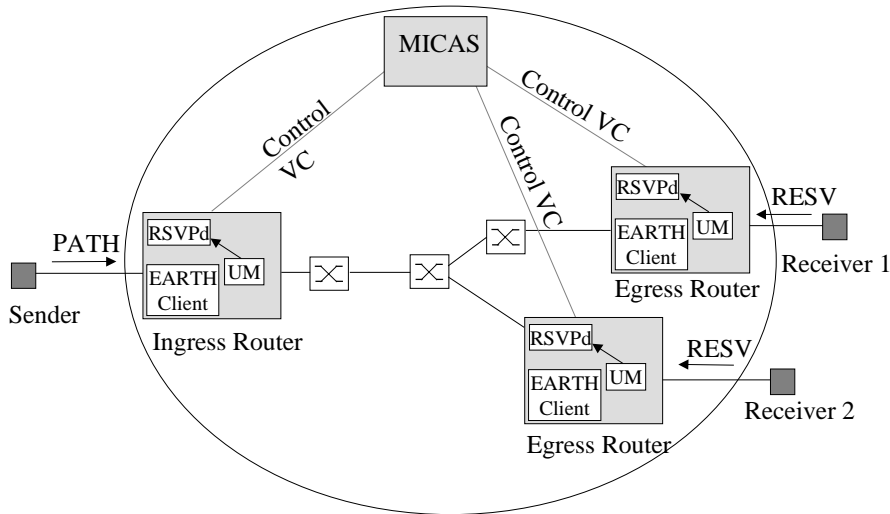 MICAS
Control
VC
Control VC
Control VC
PATH
Sender
RSVPd
UM
EARTH
Client
Ingress Router
RSVPd
UM
EARTH
Client
Egress Router
RESV
Receiver 1
RSVPd
UM
EARTH
Client
Egress Router
RESV
Receiver 2